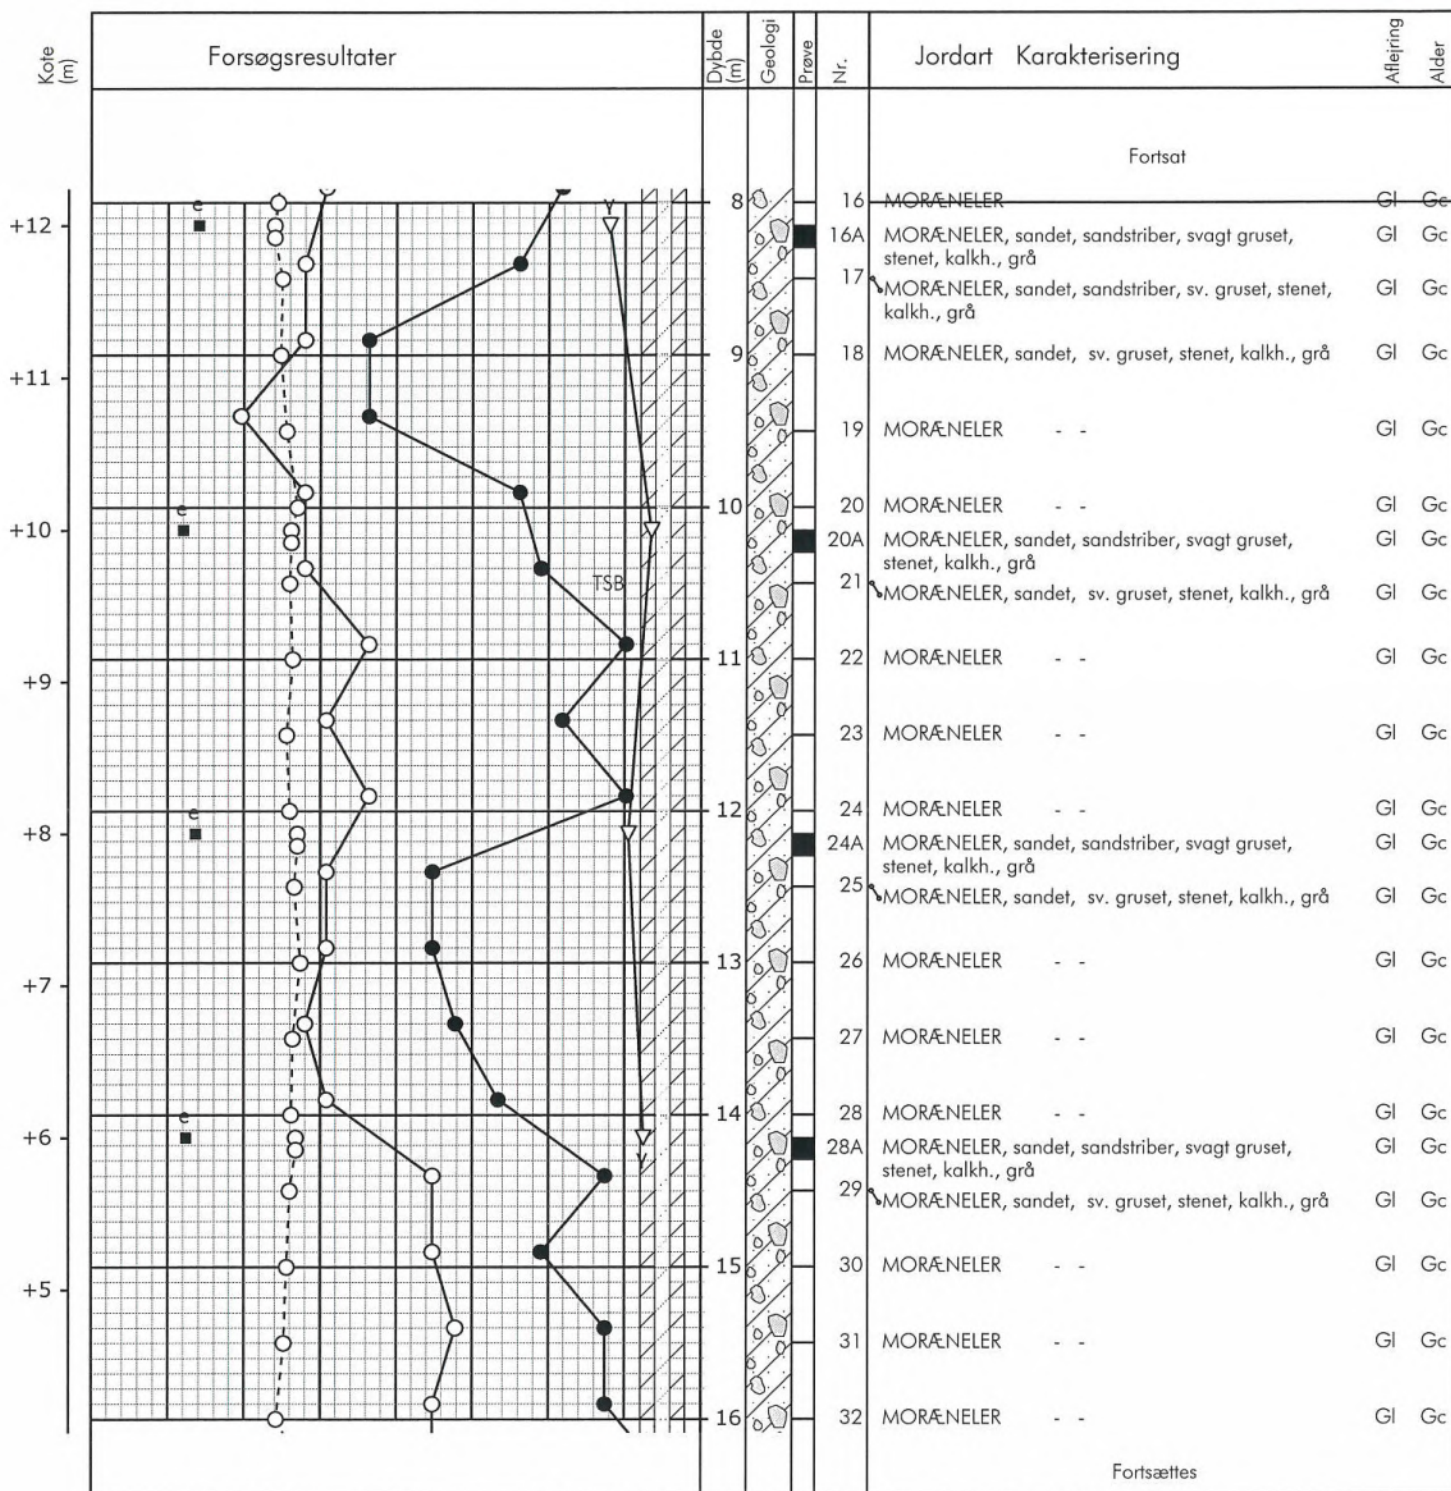 Kote (m)
Forsøgsresultater
Dybde (m)
Geologi
Prøve
Nr.
Jordart Karakterisering
Aflejring
Alder
Fortsat
8 16 MORÆNELER Gl Gc
+12 e γ 16A MORÆNELER, sandet, sandstriber, svagt gruset, Gl Gc
stenet, kalkh., grå
17 MORÆNELER, sandet, sandstriber, sv. gruset, stenet, Gl Gc
kalkh., grå
9 18 MORÆNELER, sandet, sv. gruset, stenet, kalkh., grå Gl Gc
+11
19 MORÆNELER - - Gl Gc
10 20 MORÆNELER - - Gl Gc
+10 e 20A MORÆNELER, sandet, sandstriber, svagt gruset, Gl Gc
stenet, kalkh., grå
TSB 21 MORÆNELER, sandet, sv. gruset, stenet, kalkh., grå Gl Gc
11 22 MORÆNELER - - Gl Gc
+9
23 MORÆNELER - - Gl Gc
12 24 MORÆNELER - - Gl Gc
+8 e 24A MORÆNELER, sandet, sandstriber, svagt gruset, Gl Gc
stenet, kalkh., grå
25 MORÆNELER, sandet, sv. gruset, stenet, kalkh., grå Gl Gc
13 26 MORÆNELER - - Gl Gc
+7
27 MORÆNELER - - Gl Gc
14 28 MORÆNELER - - Gl Gc
+6 e γ 28A MORÆNELER, sandet, sandstriber, svagt gruset, Gl Gc
stenet, kalkh., grå
29 MORÆNELER, sandet, sv. gruset, stenet, kalkh., grå Gl Gc
15 30 MORÆNELER - - Gl Gc
+5
31 MORÆNELER - - Gl Gc
16 32 MORÆNELER - - Gl Gc
Fortsættes